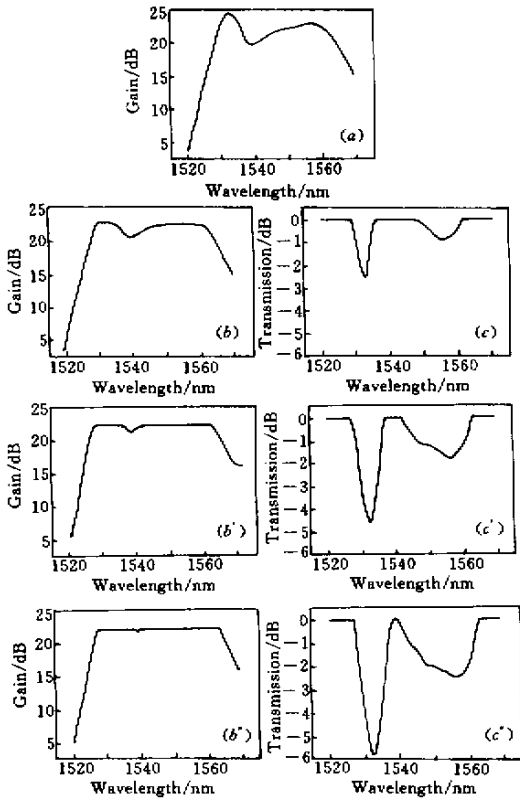 25
20
15
10
5
Gain/dB
(a)
1520 1540 1560
Wavelength/nm
25
20
15
10
5
Gain/dB
(b)
1520 1540 1560
Wavelength/nm
0
−1
−2
−3
−4
−5
−6
Transmission/dB
(c)
1520 1540 1560
Wavelength/nm
25
20
15
10
5
Gain/dB
(b')
1520 1540 1560
Wavelength/nm
0
−1
−2
−3
−4
−5
−6
Transmission/dB
(c')
1520 1540 1560
Wavelength/nm
25
20
15
10
5
Gain/dB
(b")
1520 1540 1560
Wavelength/nm
0
−1
−2
−3
−4
−5
−6
Transmission/dB
(c")
1520 1540 1560
Wavelength/nm